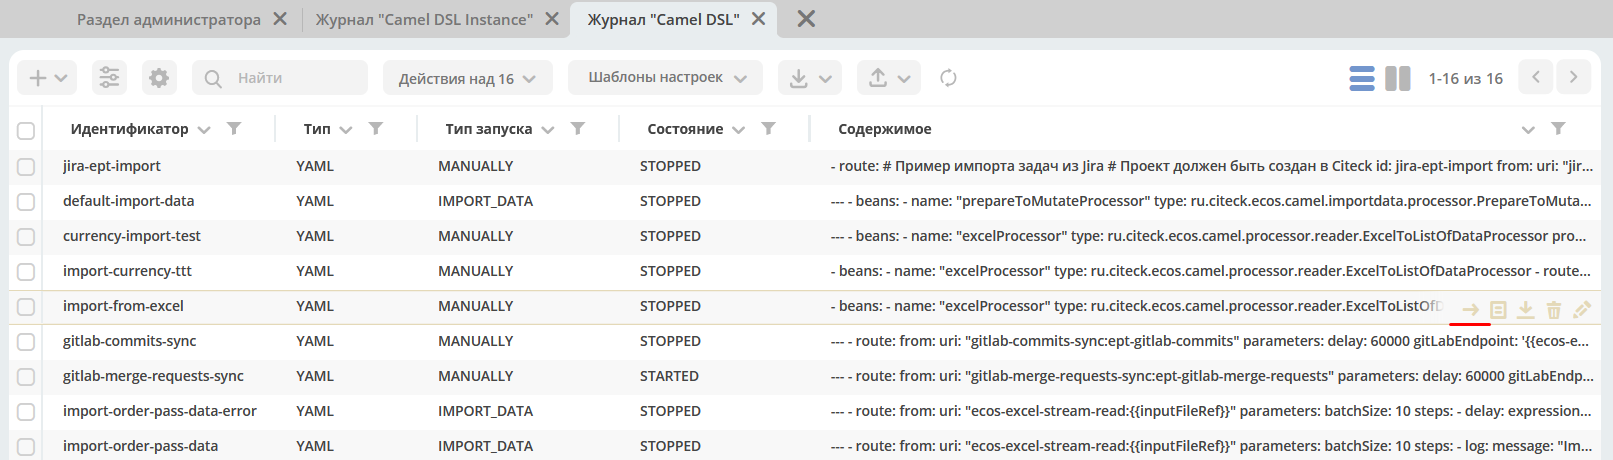 Раздел администратора Журнал "Camel DSL Instance" Журнал "Camel DSL"
Найти Действия над 16 Шаблоны настроек 1-16 из 16
Идентификатор Тип Тип запуска Состояние Содержимое
jira-ept-import YAML MANUALLY STOPPED - route: # Пример импорта задач из Jira # Проект должен быть создан в Citeck id: jira-ept-import from: uri: "jir...
default-import-data YAML IMPORT_DATA STOPPED --- - beans: - name: "prepareToMutateProcessor" type: ru.citeck.ecos.camel.importdata.processor.PrepareToMuta...
currency-import-test YAML MANUALLY STOPPED --- - beans: - name: "excelProcessor" type: ru.citeck.ecos.camel.processor.reader.ExcelToListOfDataProcessor pro...
import-currency-ttt YAML MANUALLY STOPPED - beans: - name: "excelProcessor" type: ru.citeck.ecos.camel.processor.reader.ExcelToListOfDataProcessor - route...
import-from-excel YAML MANUALLY STOPPED - beans: - name: "excelProcessor" type: ru.citeck.ecos.camel.processor.reader.ExcelToListOfD
gitlab-commits-sync YAML MANUALLY STOPPED --- - route: from: uri: "gitlab-commits-sync:ept-gitlab-commits" parameters: delay: 60000 gitLabEndpoint: '{{ecos-e...
gitlab-merge-requests-sync YAML MANUALLY STARTED --- - route: from: uri: "gitlab-merge-requests-sync:ept-gitlab-merge-requests" parameters: delay: 60000 gitLabEndp...
import-order-pass-data-error YAML IMPORT_DATA STOPPED --- - route: from: uri: "ecos-excel-stream-read:{{inputFileRef}}" parameters: batchSize: 10 steps: - delay: expression...
import-order-pass-data YAML IMPORT_DATA STOPPED --- - route: from: uri: "ecos-excel-stream-read:{{inputFileRef}}" parameters: batchSize: 10 steps: - log: message: "Im...